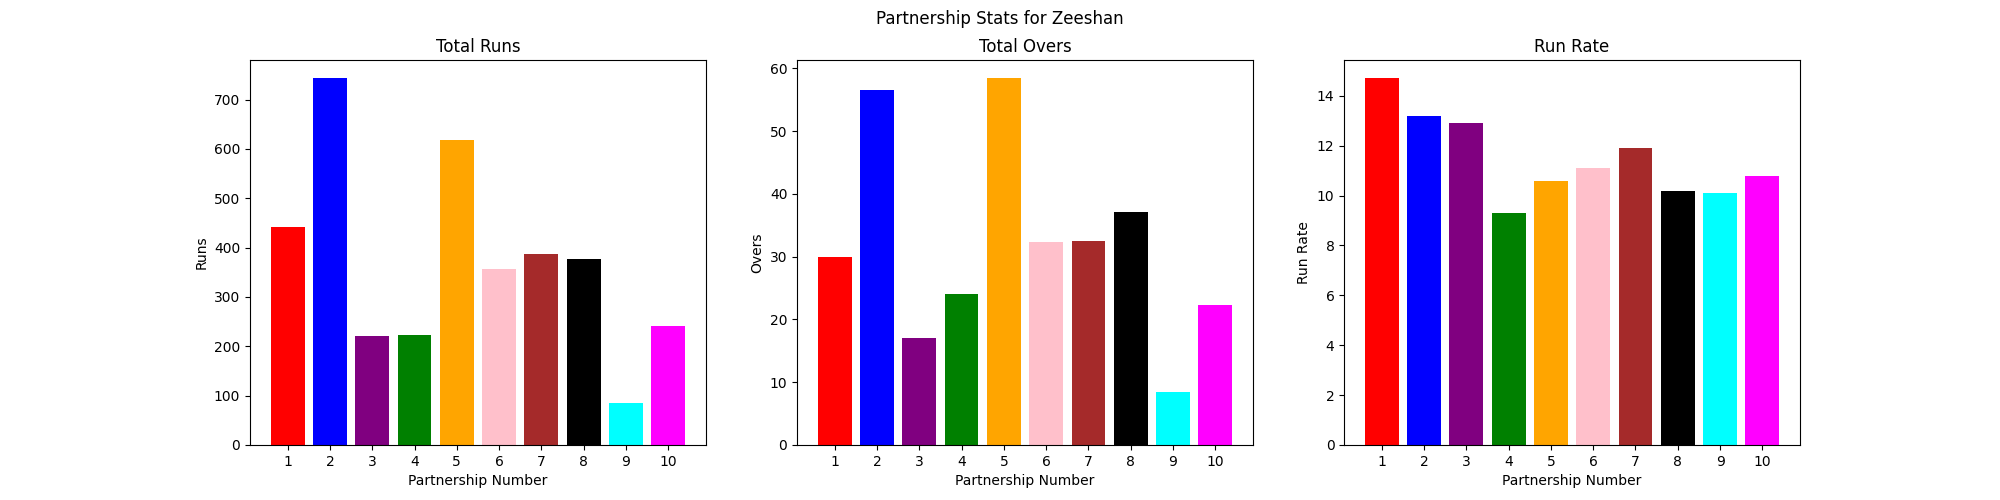 Partnership Stats for Zeeshan
Total Runs
Runs
700
600
500
400
300
200
100
0
1 2 3 4 5 6 7 8 9 10
Partnership Number
Total Overs
Overs
60
50
40
30
20
10
0
1 2 3 4 5 6 7 8 9 10
Partnership Number
Run Rate
Run Rate
14
12
10
8
6
4
2
0
1 2 3 4 5 6 7 8 9 10
Partnership Number